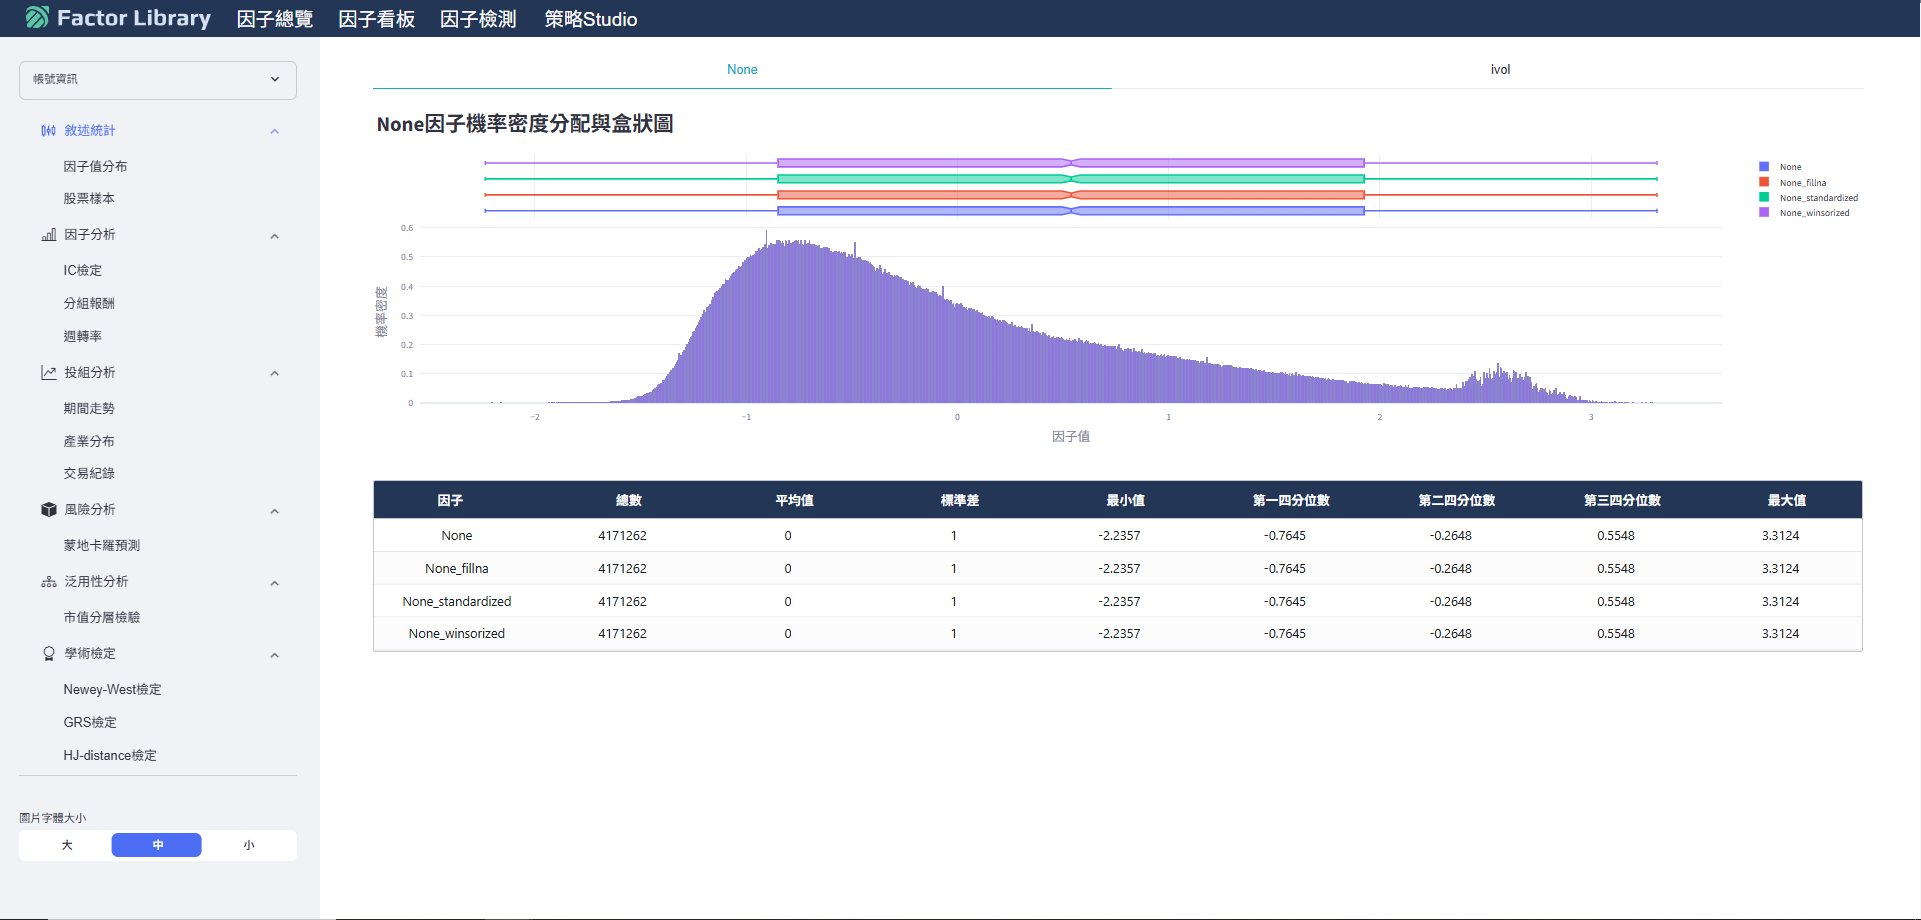 Factor Library 因子總覽 因子看板 因子檢測 策略Studio
帳號資訊
敘述統計
因子值分布
股票樣本
因子分析
IC檢定
分組報酬
週轉率
投組分析
期間走勢
產業分布
交易紀錄
風險分析
蒙地卡羅預測
泛用性分析
市值分層檢驗
學術檢定
Newey-West檢定
GRS檢定
HJ-distance檢定
圖片字體大小
大 中 小
None ivol
None因子機率密度分配與盒狀圖
None
None_fillna
None_standardized
None_winsorized
0.6
0.5
0.4
0.3
0.2
0.1
0
機率密度
−2 −1 0 1 2 3
因子值
因子 總數 平均值 標準差 最小值 第一四分位數 第二四分位數 第三四分位數 最大值
None 4171262 0 1 -2.2357 -0.7645 -0.2648 0.5548 3.3124
None_fillna 4171262 0 1 -2.2357 -0.7645 -0.2648 0.5548 3.3124
None_standardized 4171262 0 1 -2.2357 -0.7645 -0.2648 0.5548 3.3124
None_winsorized 4171262 0 1 -2.2357 -0.7645 -0.2648 0.5548 3.3124